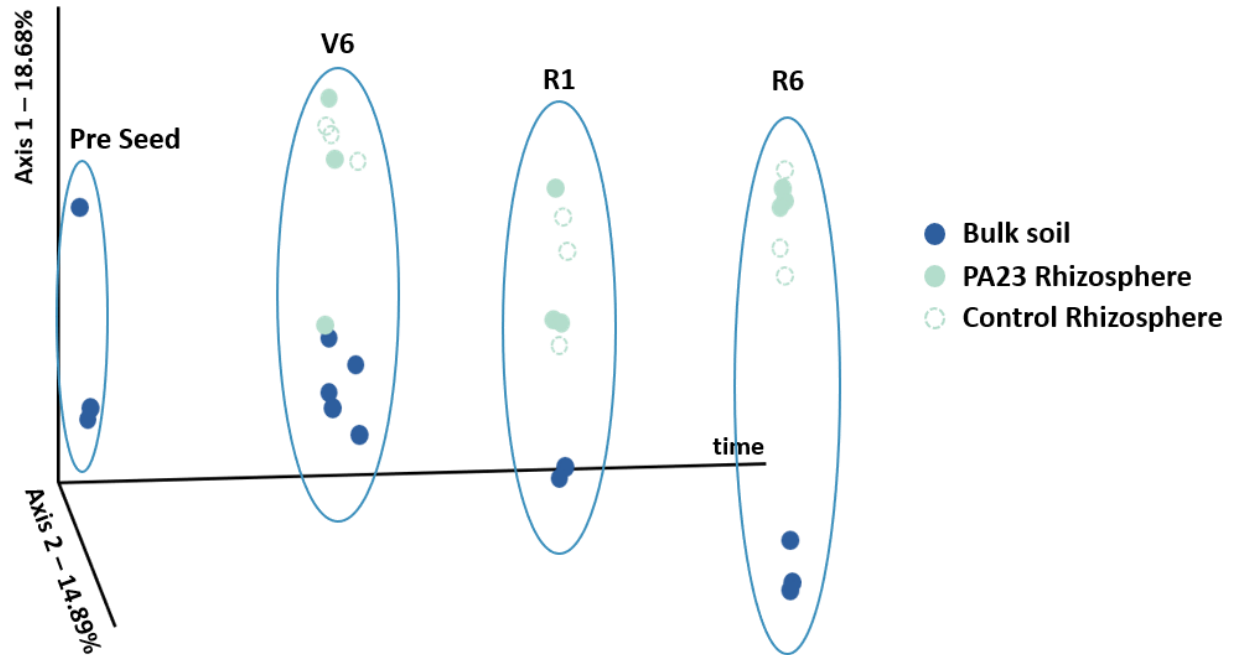 Axis 1 – 18.68%
Pre Seed
V6
R1
R6
time
Axis 2 – 14.89%
Bulk soil
PA23 Rhizosphere
Control Rhizosphere